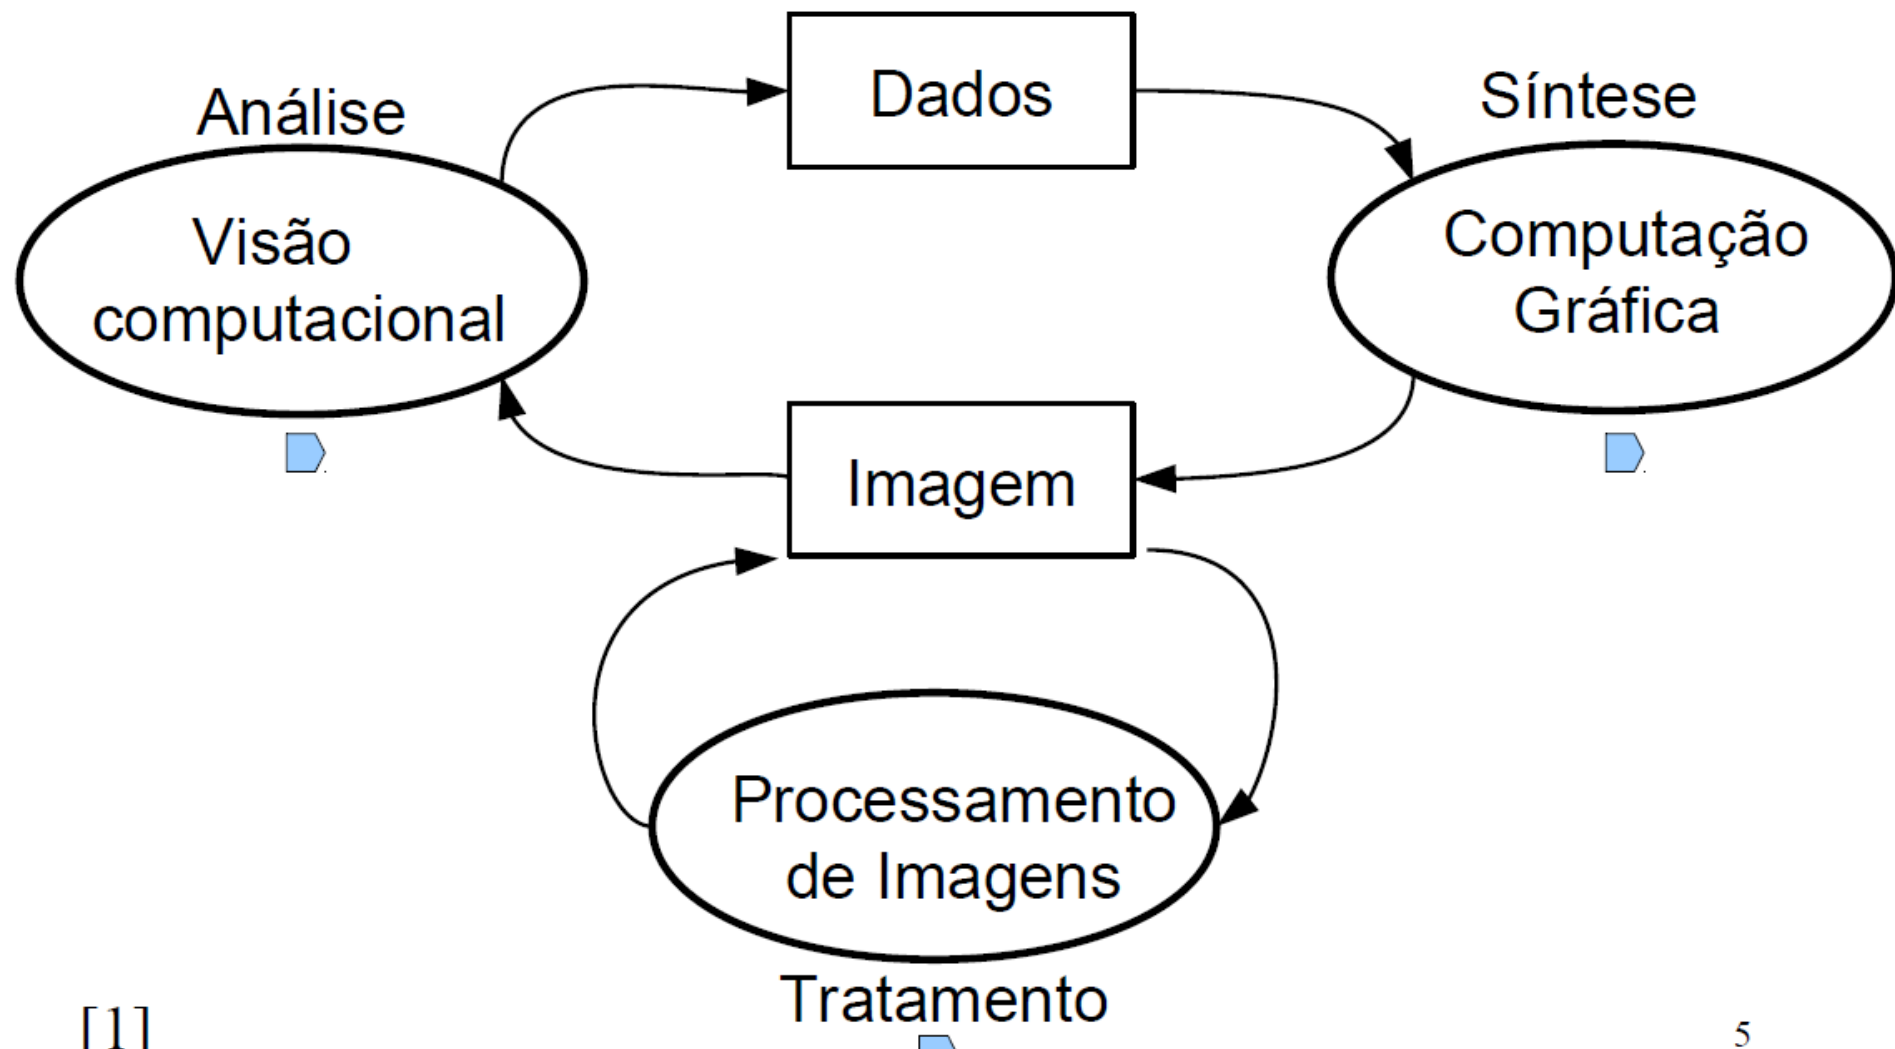 Dados
Análise
Síntese
Visão
computacional
Computação
Gráfica
Imagem
Processamento
de Imagens
Tratamento
[1]
5